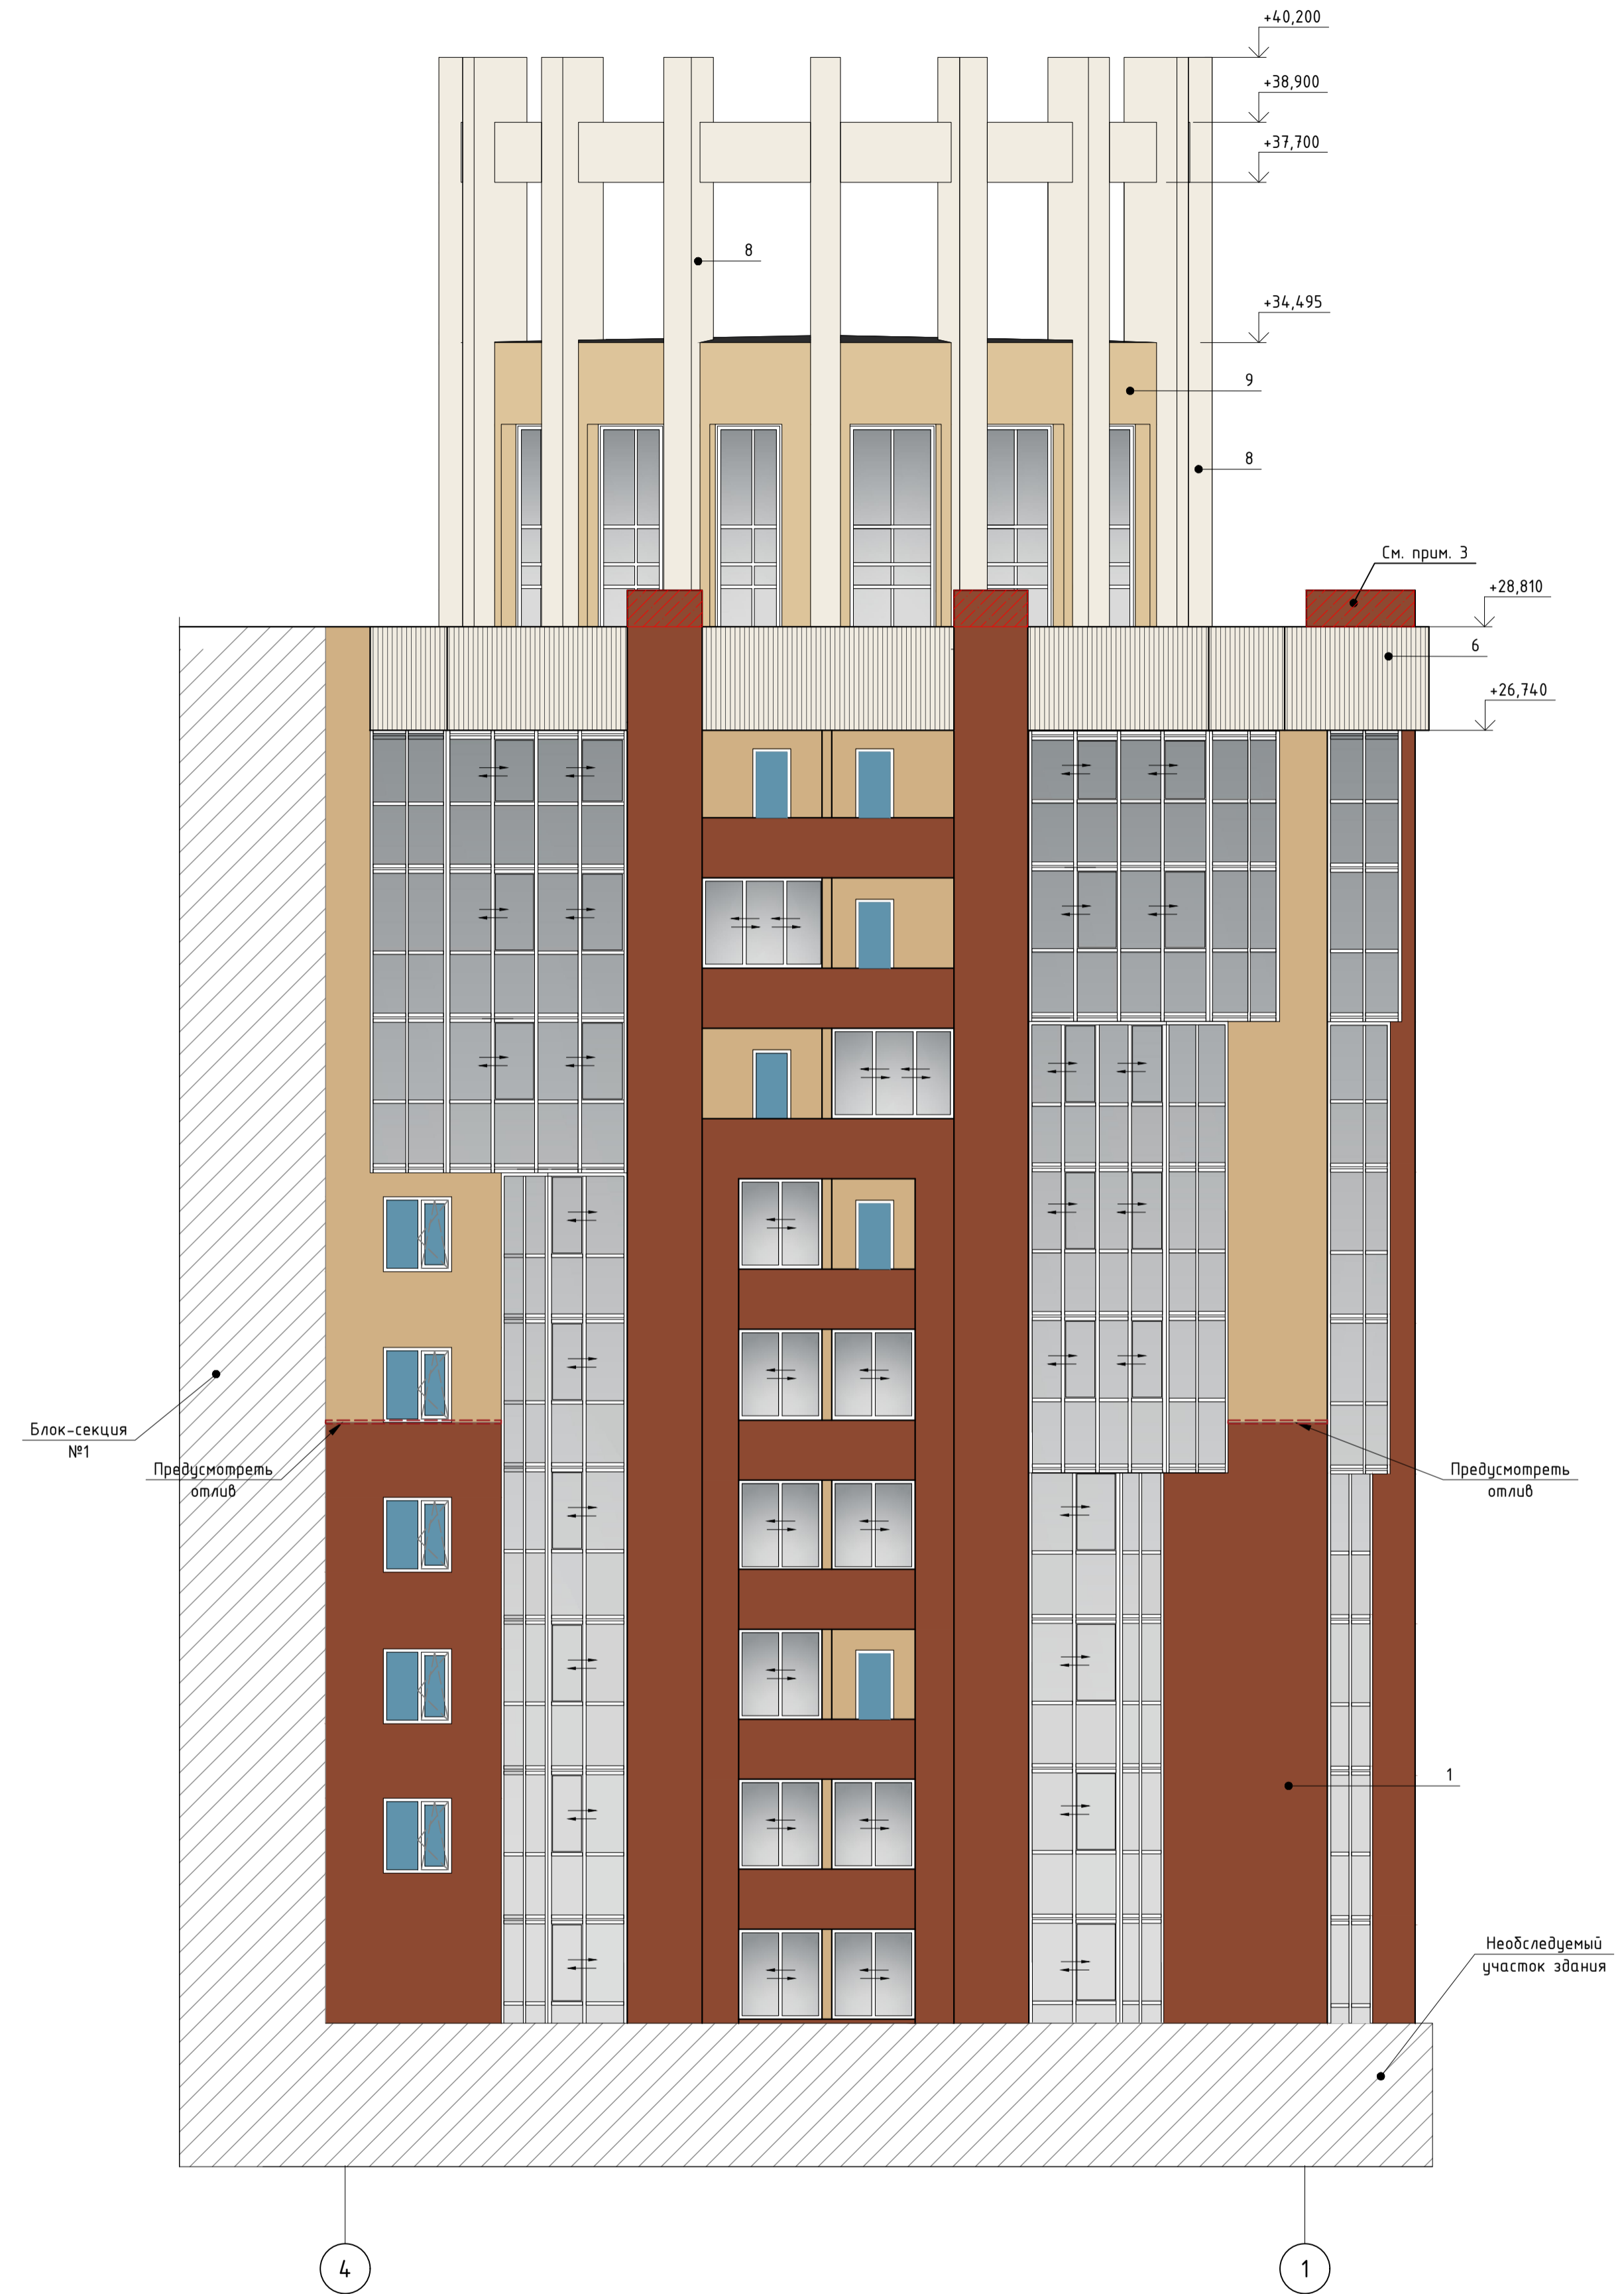 +40,200
+38,900
+37,700
8
+34,495
9
8
См. прим. 3
+28,810
6
+26,740
Блок-секция
№1
Предусмотреть
отлив
Предусмотреть
отлив
1
Необследуемый
участок здания
4
1